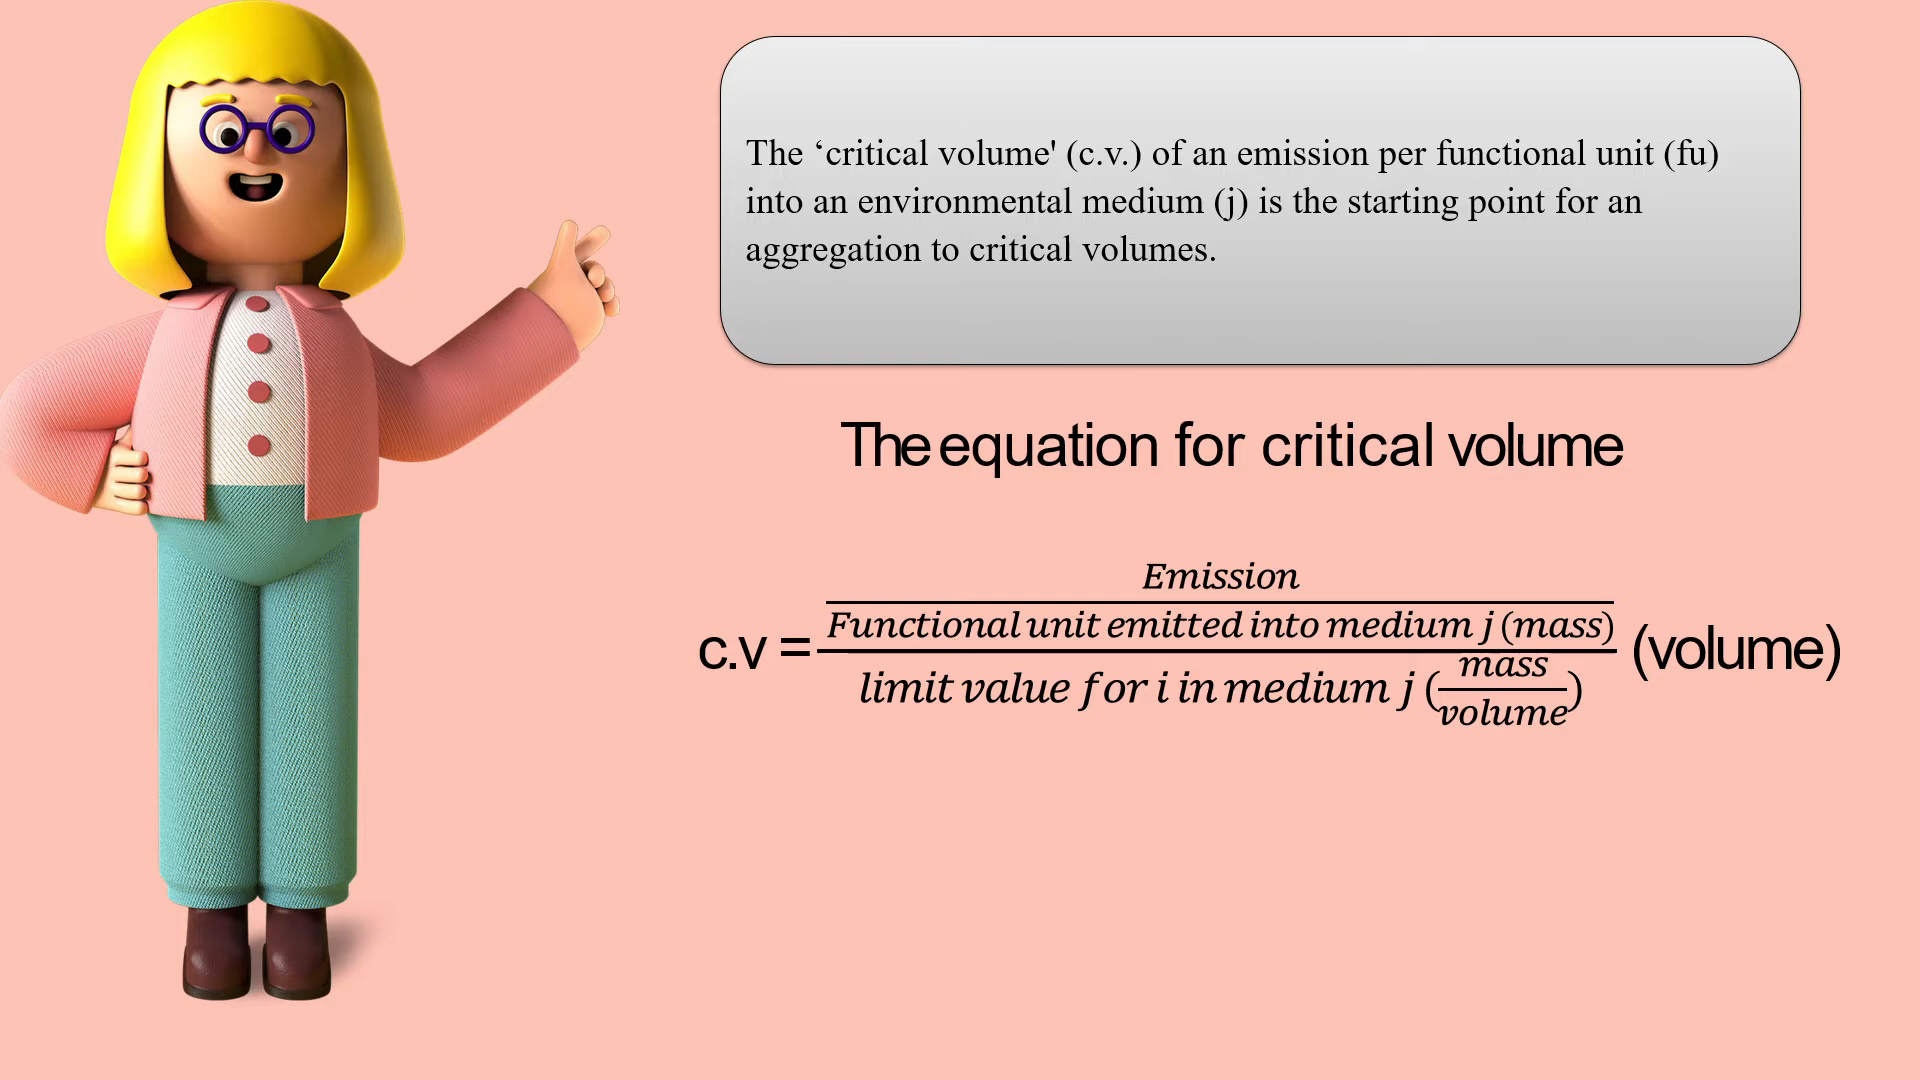 The ‘critical volume' (c.v.) of an emission per functional unit (fu)
into an environmental medium (j) is the starting point for an
aggregation to critical volumes.
The equation for critical volume
Emission
Functional unit emitted into medium j (mass)
c.v = (volume)
limit value for i in medium j (mass/volume)